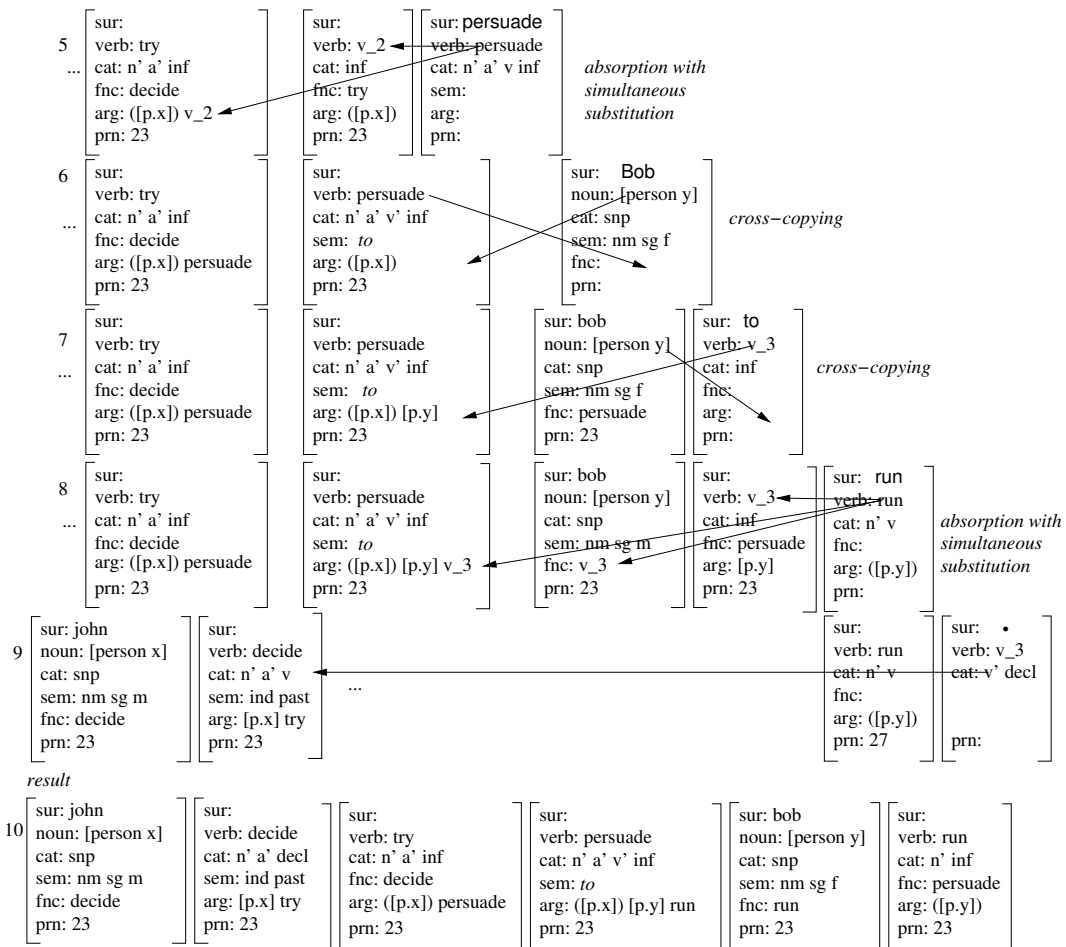 5
...
sur:
verb: try
cat: n' a' inf
fnc: decide
arg: ([p.x]) v_2
prn: 23
sur:
verb: v_2
cat: inf
fnc: try
arg: ([p.x])
prn: 23
sur: persuade
verb: persuade
cat: n' a' v inf
sem:
arg:
prn:
absorption with
simultaneous
substitution
6
...
sur:
verb: try
cat: n' a' inf
fnc: decide
arg: ([p.x]) persuade
prn: 23
sur:
verb: persuade
cat: n' a' v' inf
sem: to
arg: ([p.x])
prn: 23
sur: Bob
noun: [person y]
cat: snp
sem: nm sg f
fnc:
prn:
cross−copying
7
...
sur:
verb: try
cat: n' a' inf
fnc: decide
arg: ([p.x]) persuade
prn: 23
sur:
verb: persuade
cat: n' a' v' inf
sem: to
arg: ([p.x]) [p.y]
prn: 23
sur: bob
noun: [person y]
cat: snp
sem: nm sg f
fnc: persuade
prn: 23
sur: to
verb: v_3
cat: inf
fnc:
arg:
prn:
cross−copying
8
...
sur:
verb: try
cat: n' a' inf
fnc: decide
arg: ([p.x]) persuade
prn: 23
sur:
verb: persuade
cat: n' a' v' inf
sem: to
arg: ([p.x]) [p.y] v_3
prn: 23
sur: bob
noun: [person y]
cat: snp
sem: nm sg m
fnc: v_3
prn: 23
sur:
verb: v_3
cat: inf
fnc: persuade
arg: [p.y]
prn: 23
sur: run
verb: run
cat: n' v
fnc:
arg: ([p.y])
prn:
absorption with
simultaneous
substitution
9
sur: john
noun: [person x]
cat: snp
sem: nm sg m
fnc: decide
prn: 23
sur:
verb: decide
cat: n' a' v
sem: ind past
arg: [p.x] try
prn: 23
...
sur:
verb: run
cat: n' v
fnc:
arg: ([p.y])
prn: 27
sur: •
verb: v_3
cat: v' decl
prn:
result
10
sur: john
noun: [person x]
cat: snp
sem: nm sg m
fnc: decide
prn: 23
sur:
verb: decide
cat: n' a' decl
sem: ind past
arg: [p.x] try
prn: 23
sur:
verb: try
cat: n' a' inf
fnc: decide
arg: ([p.x]) persuade
prn: 23
sur:
verb: persuade
cat: n' a' v' inf
sem: to
arg: ([p.x]) [p.y] run
prn: 23
sur: bob
noun: [person y]
cat: snp
sem: nm sg f
fnc: run
prn: 23
sur:
verb: run
cat: n' inf
fnc: persuade
arg: ([p.y])
prn: 23